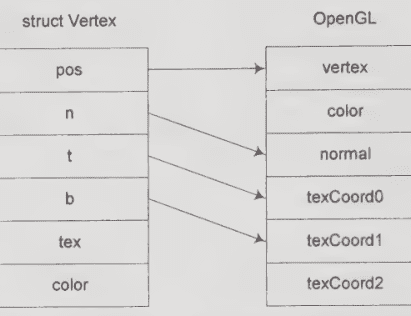 struct Vertex
pos
n
t
b
tex
color
OpenGL
vertex
color
normal
texCoord0
texCoord1
texCoord2